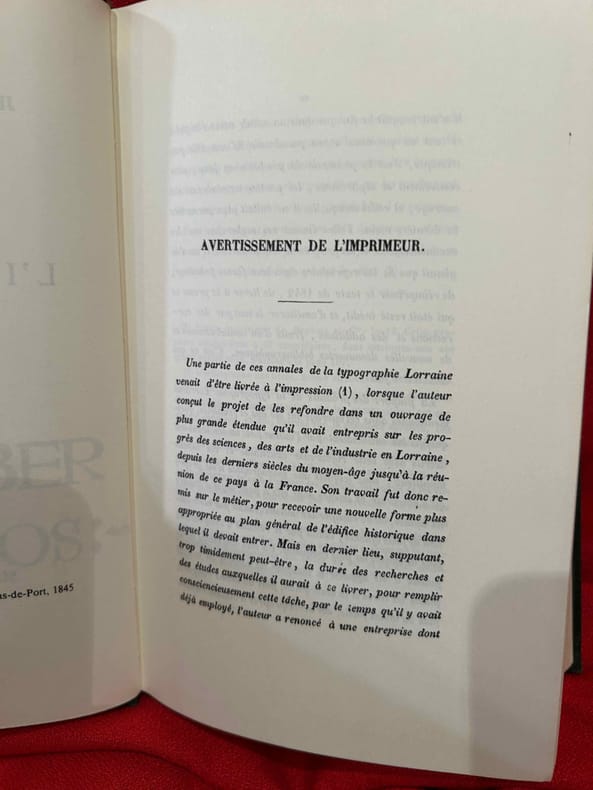 L'I
BER
OS
as-de-Port, 1845
AVERTISSEMENT DE L'IMPRIMEUR.
Une partie de ces annales de la typographie Lorraine
venait d'être livrée à l'impression (1), lorsque l'auteur
conçut le projet de les refondre dans un ouvrage de
plus grande étendue qu'il avait entrepris sur les pro-
grès des sciences, des arts et de l'industrie en Lorraine,
depuis les derniers siècles du moyen-âge jusqu'à la réu-
nion de ce pays à la France. Son travail fut donc re-
mis sur le métier, pour recevoir une nouvelle forme plus
appropriée au plan général de l'édifice historique dans
lequel il devait entrer. Mais en dernier lieu, supputant,
trop timidement peut-être, la durée des recherches et
des études auxquelles il aurait à se livrer, pour remplir
consciencieusement cette tâche, par le temps qu'il y avait
déjà employé, l'auteur a renoncé à une entreprise dont